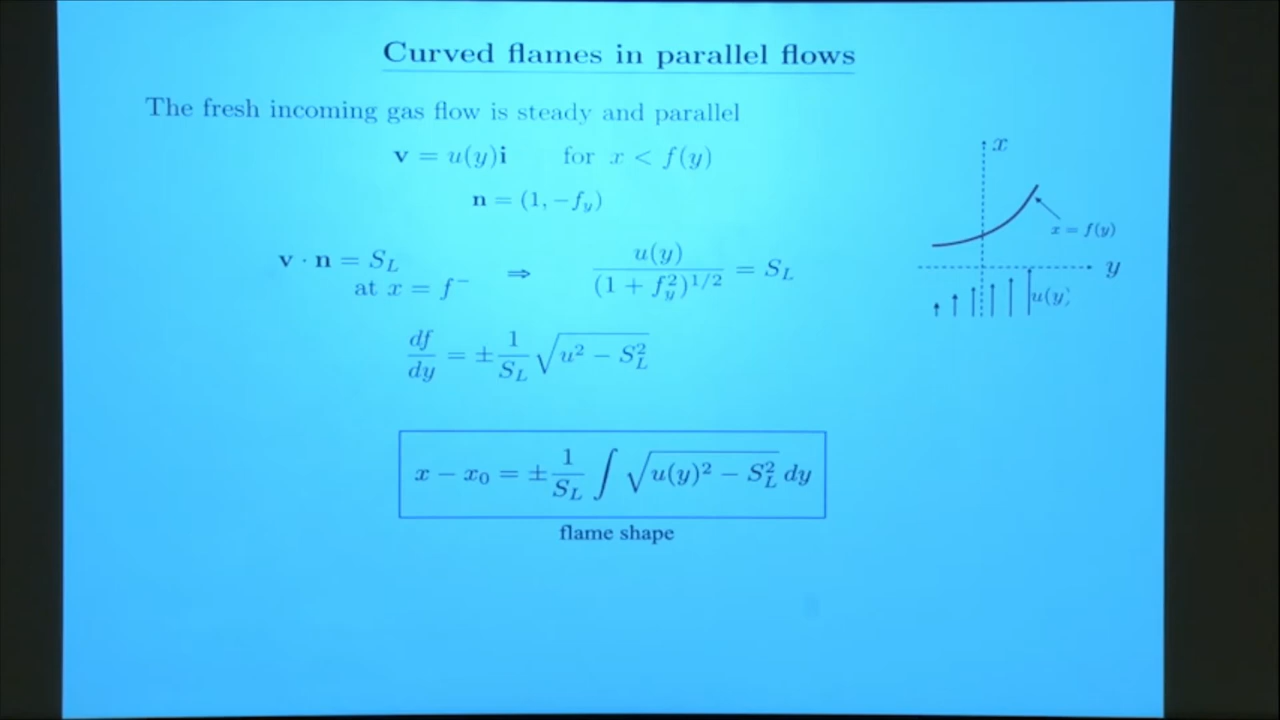 Curved flames in parallel flows
The fresh incoming gas flow is steady and parallel
v = u(y)i for x < f(y)
n = (1, −f_y)
v · n = S_L at x = f⁻ ⇒ u(y) / (1 + f_y²)^{1/2} = S_L
df/dy = ± 1/S_L √(u² − S_L²)
x − x₀ = ± 1/S_L ∫ √(u(y)² − S_L²) dy
flame shape
x
x = f(y)
y
u(y)